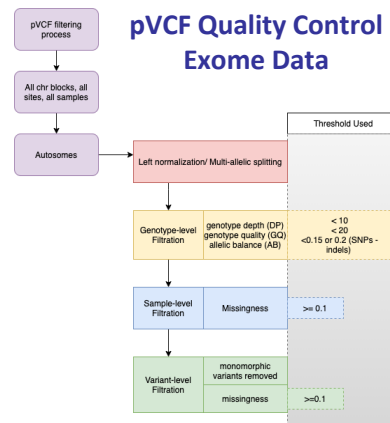 pVCF Quality Control
Exome Data
pVCF filtering
process
All chr blocks, all
sites, all samples
Autosomes
Threshold Used
Left normalization/ Multi-allelic splitting
Genotype-level
Filtration
genotype depth (DP)
genotype quality (GQ)
allelic balance (AB)
< 10
< 20
<0.15 or 0.2 (SNPs -
indels)
Sample-level
Filtration
Missingness
>= 0.1
Variant-level
Filtration
monomorphic
variants removed
missingness
>=0.1